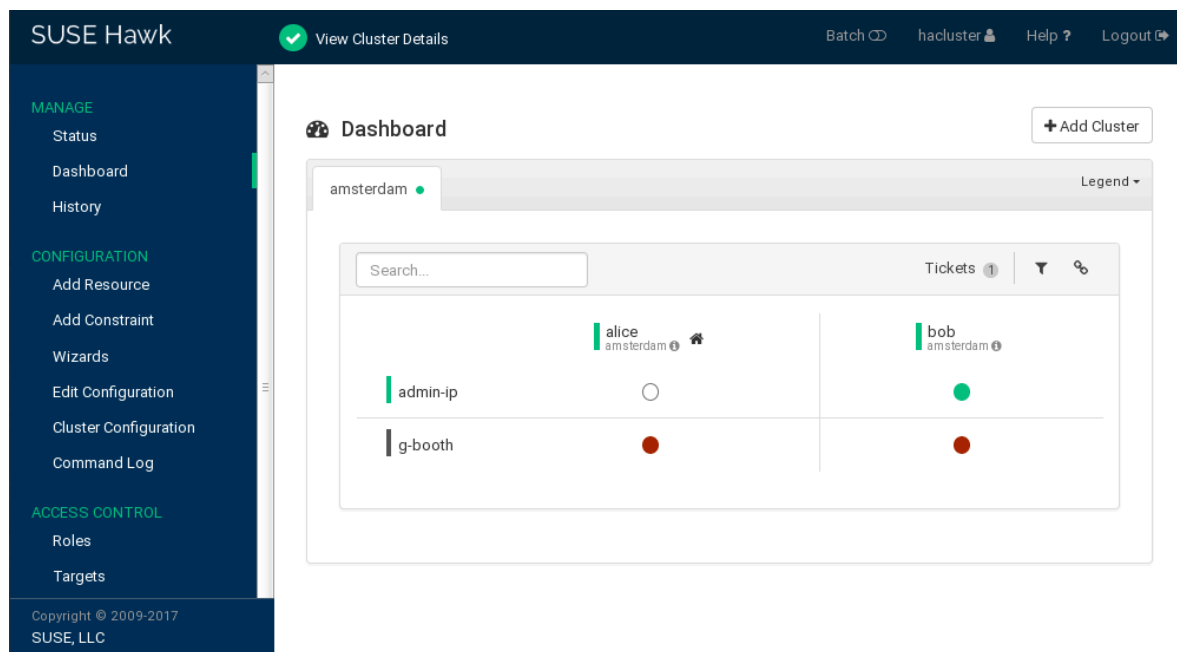 SUSE Hawk
View Cluster Details
Batch
hacluster
Help ?
Logout
MANAGE
Status
Dashboard
History
CONFIGURATION
Add Resource
Add Constraint
Wizards
Edit Configuration
Cluster Configuration
Command Log
ACCESS CONTROL
Roles
Targets
Copyright © 2009-2017
SUSE, LLC
Dashboard
+ Add Cluster
amsterdam
Legend
Search...
Tickets 1
alice
amsterdam
bob
amsterdam
admin-ip
g-booth